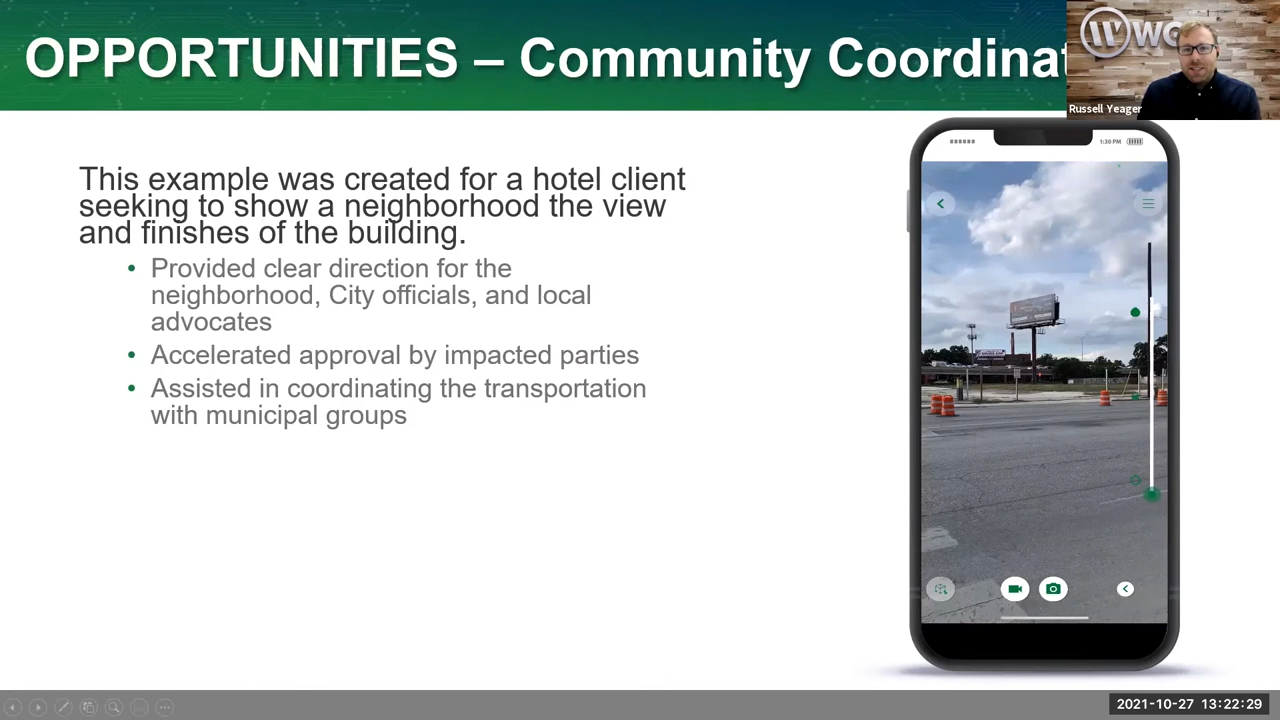 OPPORTUNITIES – Community Coordinat
WG
Russell Yeager
1:30 PM
This example was created for a hotel client
seeking to show a neighborhood the view
and finishes of the building.
• Provided clear direction for the
neighborhood, City officials, and local
advocates
• Accelerated approval by impacted parties
• Assisted in coordinating the transportation
with municipal groups
2021-10-27 13:22:29